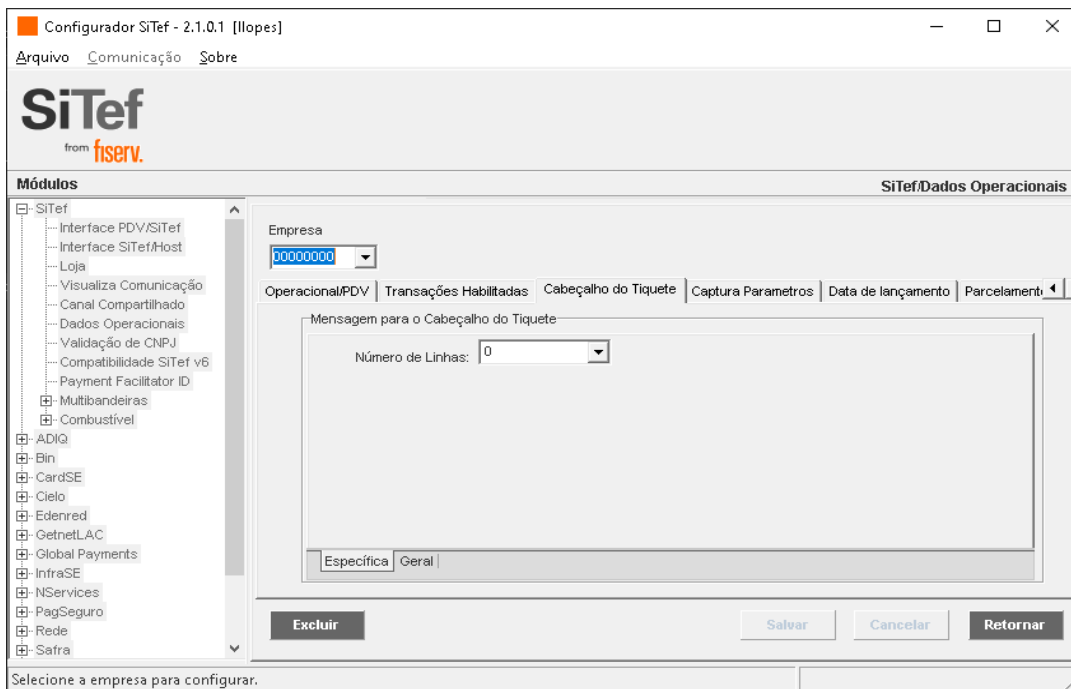 Configurador SiTef - 2.1.0.1 [llopes]
Arquivo Comunicação Sobre
SiTef
from fiserv.
Módulos
SiTef/Dados Operacionais
SiTef
Interface PDV/SiTef
Interface SiTef/Host
Loja
Visualiza Comunicação
Canal Compartilhado
Dados Operacionais
Validação de CNPJ
Compatibilidade SiTef v6
Payment Facilitator ID
Multibandeiras
Combustível
ADIQ
Bin
CardSE
Cielo
Edenred
GetnetLAC
Global Payments
InfraSE
NServices
PagSeguro
Rede
Safra
Empresa
00000000
Operacional/PDV Transações Habilitadas Cabeçalho do Tiquete Captura Parametros Data de lançamento Parcelament
Mensagem para o Cabeçalho do Tiquete
Número de Linhas: 0
Específica Geral
Excluir Salvar Cancelar Retornar
Selecione a empresa para configurar.